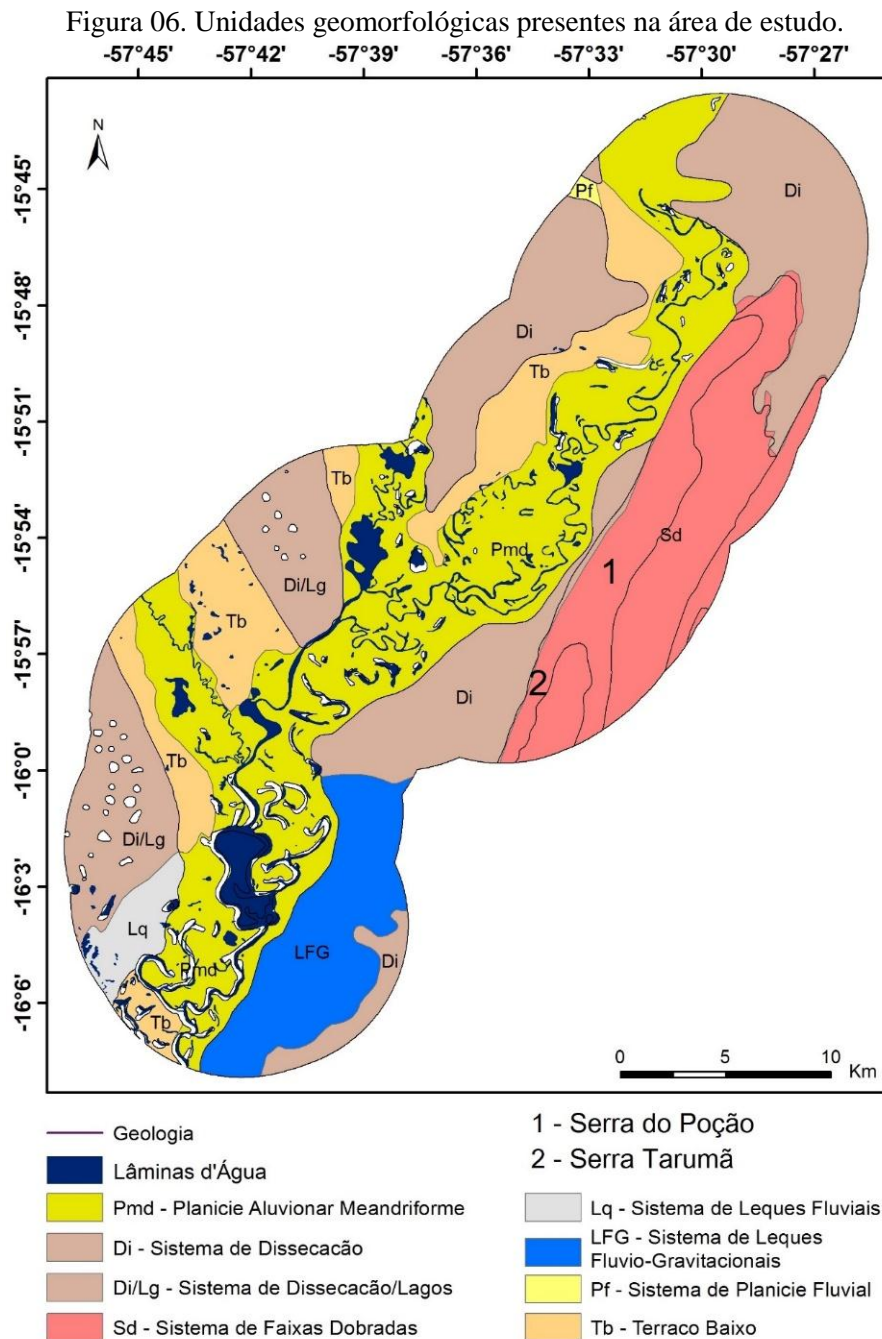 Figura 06. Unidades geomorfológicas presentes na área de estudo.
-57°45' -57°42' -57°39' -57°36' -57°33' -57°30' -57°27'
N
-15°45'
-15°48'
-15°51'
-15°54'
-15°57'
-16°0'
-16°3'
-16°6'
Pf
Di
Di
Tb
Tb
Sd
Pmd
Di/Lg
1
Tb
2
Di
Tb
Di/Lg
Lq
LFG
Di
Pmd
Tb
0 5 10
Km
Geologia
Lâminas d'Água
Pmd - Planicie Aluvionar Meandriforme
Di - Sistema de Dissecacão
Di/Lg - Sistema de Dissecacão/Lagos
Sd - Sistema de Faixas Dobradas
1 - Serra do Poção
2 - Serra Tarumã
Lq - Sistema de Leques Fluviais
LFG - Sistema de Leques
Fluvio-Gravitacionais
Pf - Sistema de Planicie Fluvial
Tb - Terraco Baixo